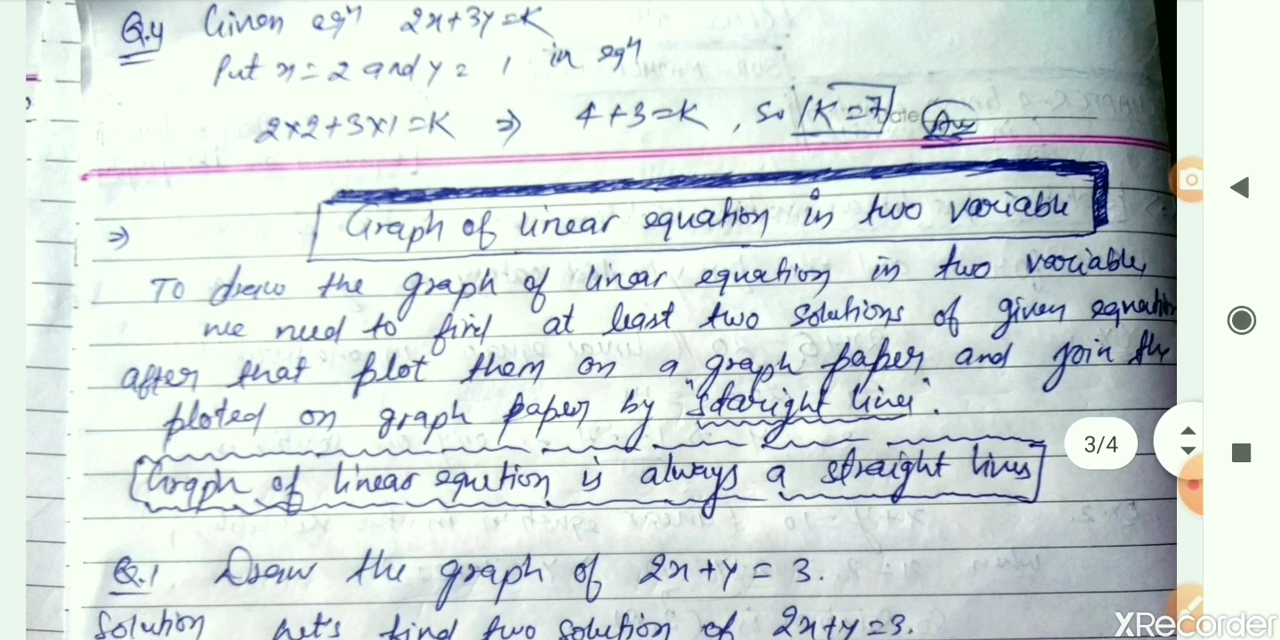 Q.4 Given eqn 2x+3y=K
Put x=2 and y= 1 in eqn
2×2+3×1=K ⇒ 4+3=K, so K=7 Date Ans
⇒ Graph of linear equation in two variable
To draw the graph of linear equation in two variable,
we need to find at least two solutions of given equation
after that plot them on a graph paper and join the
ploted on graph paper by "staright lines".
Graph of linear eqution is always a straight lines
3/4
Q.1 Draw the graph of 2x+y=3.
Solution Let's find two solution of 2x+y=3.
XRecorder